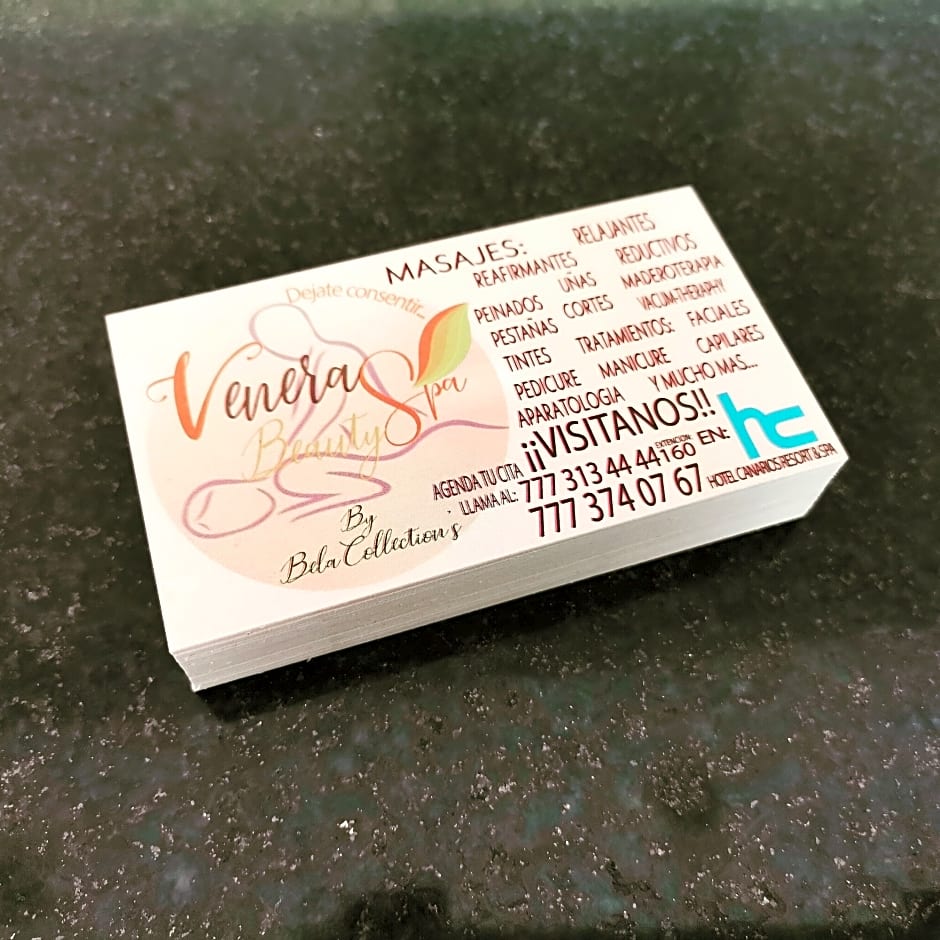 Dejate consentir...
Venera Spa
Beauty
By
Bela Collection's
MASAJES: RELAJANTES
REAFIRMANTES REDUCTIVOS
PEINADOS UÑAS MADEROTERAPIA
PESTAÑAS CORTES VACUM-THERAPHY
TINTES TRATAMIENTOS: FACIALES
PEDICURE MANICURE CAPILARES
APARATOLOGIA Y MUCHO MAS...
¡¡VISITANOS!! EN:
hc
HOTEL CANARIOS RESORT & SPA
AGENDA TU CITA
LLAMA AL: 777 313 44 44 EXTENCION: 160
777 374 07 67